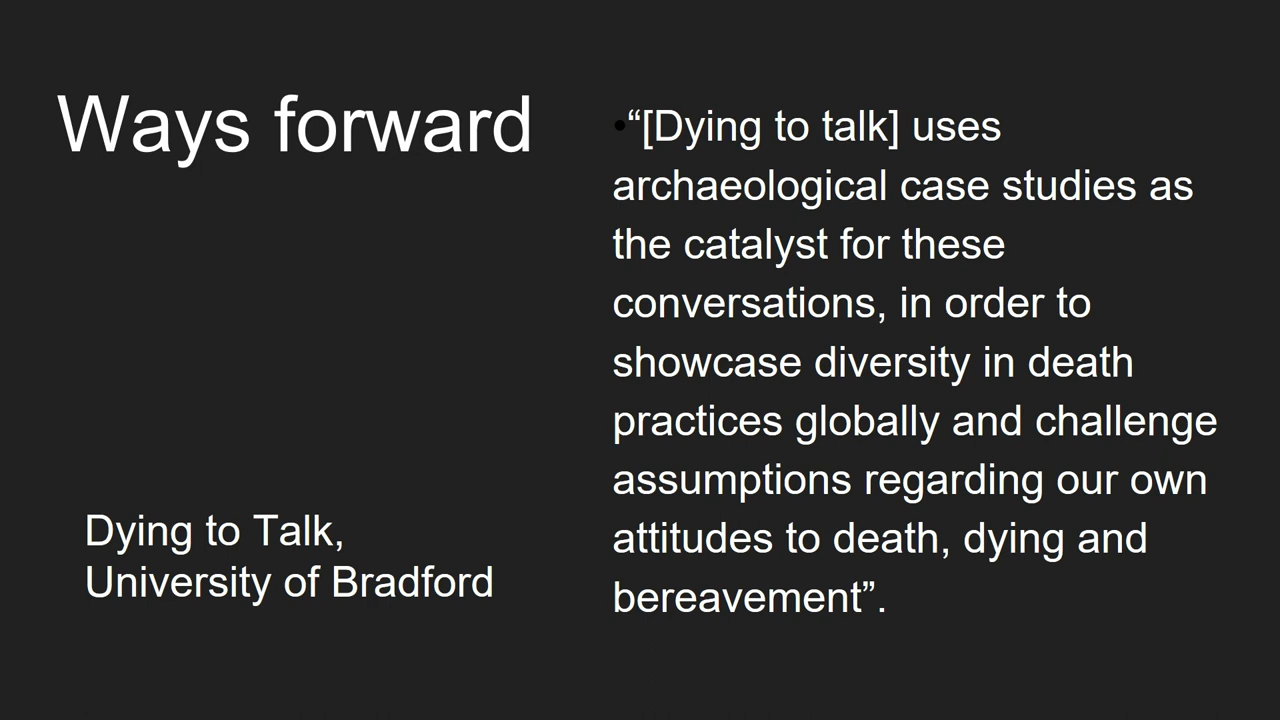 Ways forward
•“[Dying to talk] uses
archaeological case studies as
the catalyst for these
conversations, in order to
showcase diversity in death
practices globally and challenge
assumptions regarding our own
attitudes to death, dying and
bereavement”.
Dying to Talk,
University of Bradford